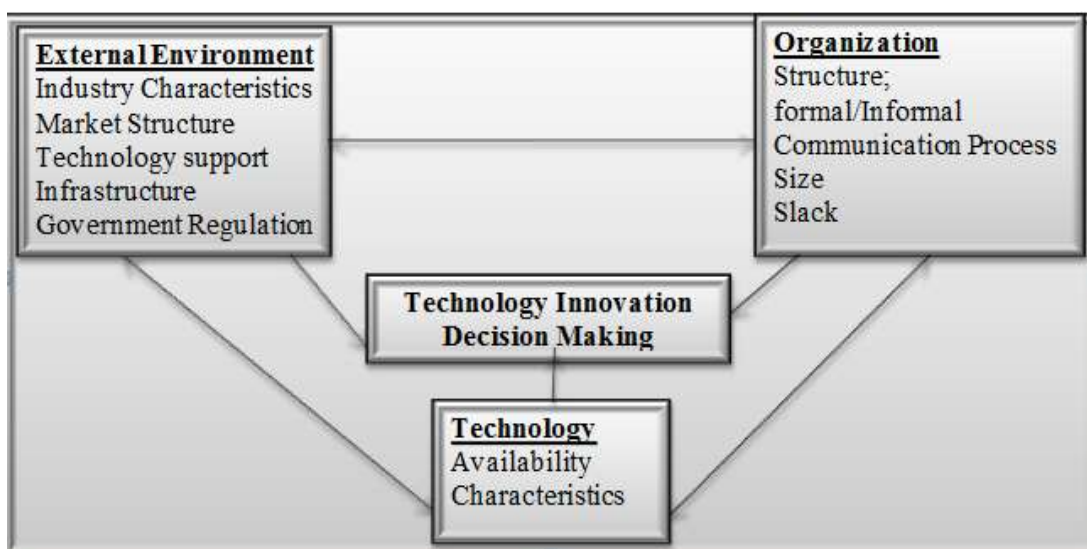 External Environment
Industry Characteristics
Market Structure
Technology support
Infrastructure
Government Regulation
Organization
Structure;
formal/Informal
Communication Process
Size
Slack
Technology Innovation
Decision Making
Technology
Availability
Characteristics